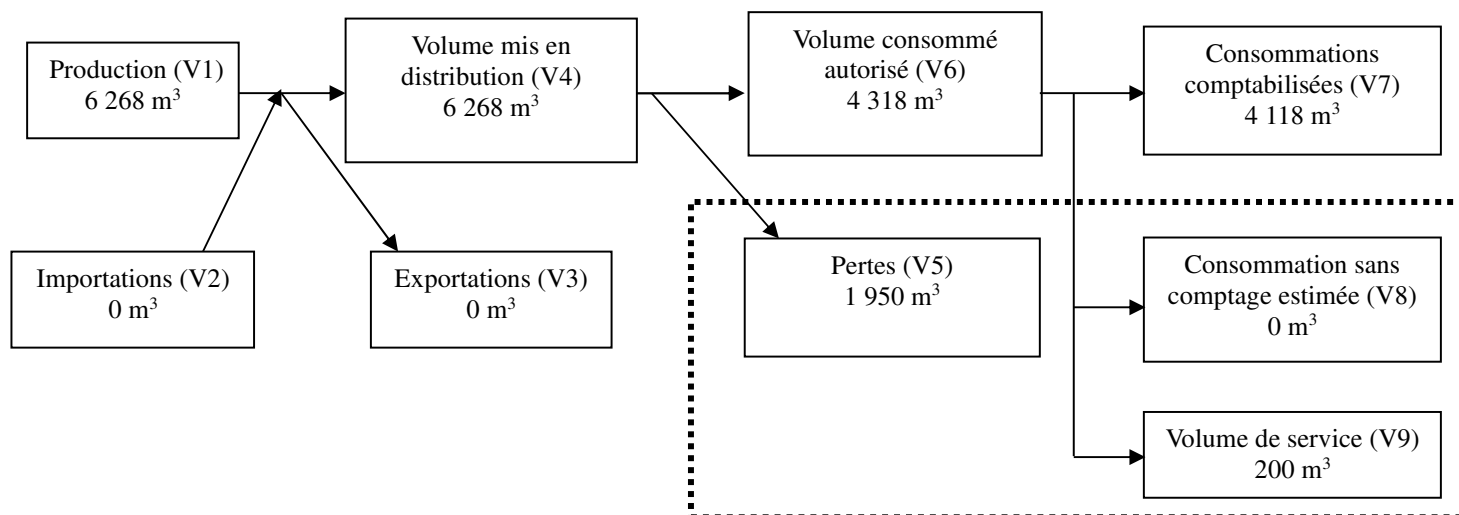 Production (V1)
6 268 m³
Volume mis en
distribution (V4)
6 268 m³
Volume consommé
autorisé (V6)
4 318 m³
Consommations
comptabilisées (V7)
4 118 m³
Importations (V2)
0 m³
Exportations (V3)
0 m³
Pertes (V5)
1 950 m³
Consommation sans
comptage estimée (V8)
0 m³
Volume de service (V9)
200 m³